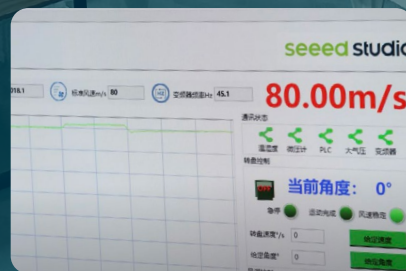 seeed studio
018.1 标准风速m/s 80 变频器频率Hz 45.1
80.00m/s
通讯状态
温湿度 微压计 PLC 大气压 变频器
转盘控制
当前角度： 0°
急停 运动完成 风速稳定
转盘速度°/s 0 给定速度
给定角度° 0 给定角度